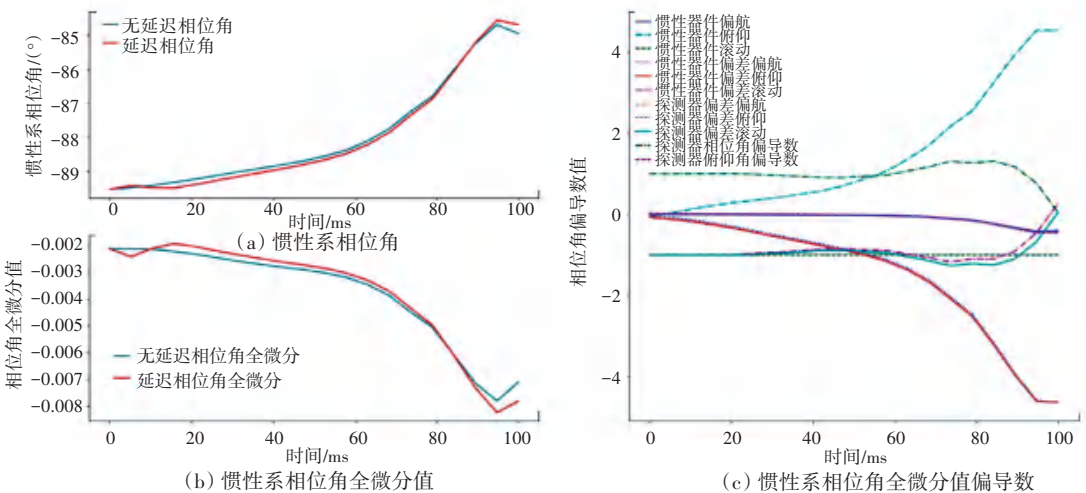 无延迟相位角
延迟相位角
惯性系相位角/(°)
-85
-86
-87
-88
-89
0 20 40 60 80 100
时间/ms
(a) 惯性系相位角
相位角全微分值
-0.002
-0.003
-0.004
-0.005
-0.006
-0.007
-0.008
无延迟相位角全微分
延迟相位角全微分
0 20 40 60 80 100
时间/ms
(b) 惯性系相位角全微分值
惯性器件偏航
惯性器件俯仰
惯性器件滚动
惯性器件偏差偏航
惯性器件偏差俯仰
惯性器件偏差滚动
探测器偏差偏航
探测器偏差俯仰
探测器偏差滚动
探测器相位角偏导数
探测器俯仰角偏导数
相位角偏导数值
4
2
0
-2
-4
0 20 40 60 80 100
时间/ms
(c) 惯性系相位角全微分值偏导数